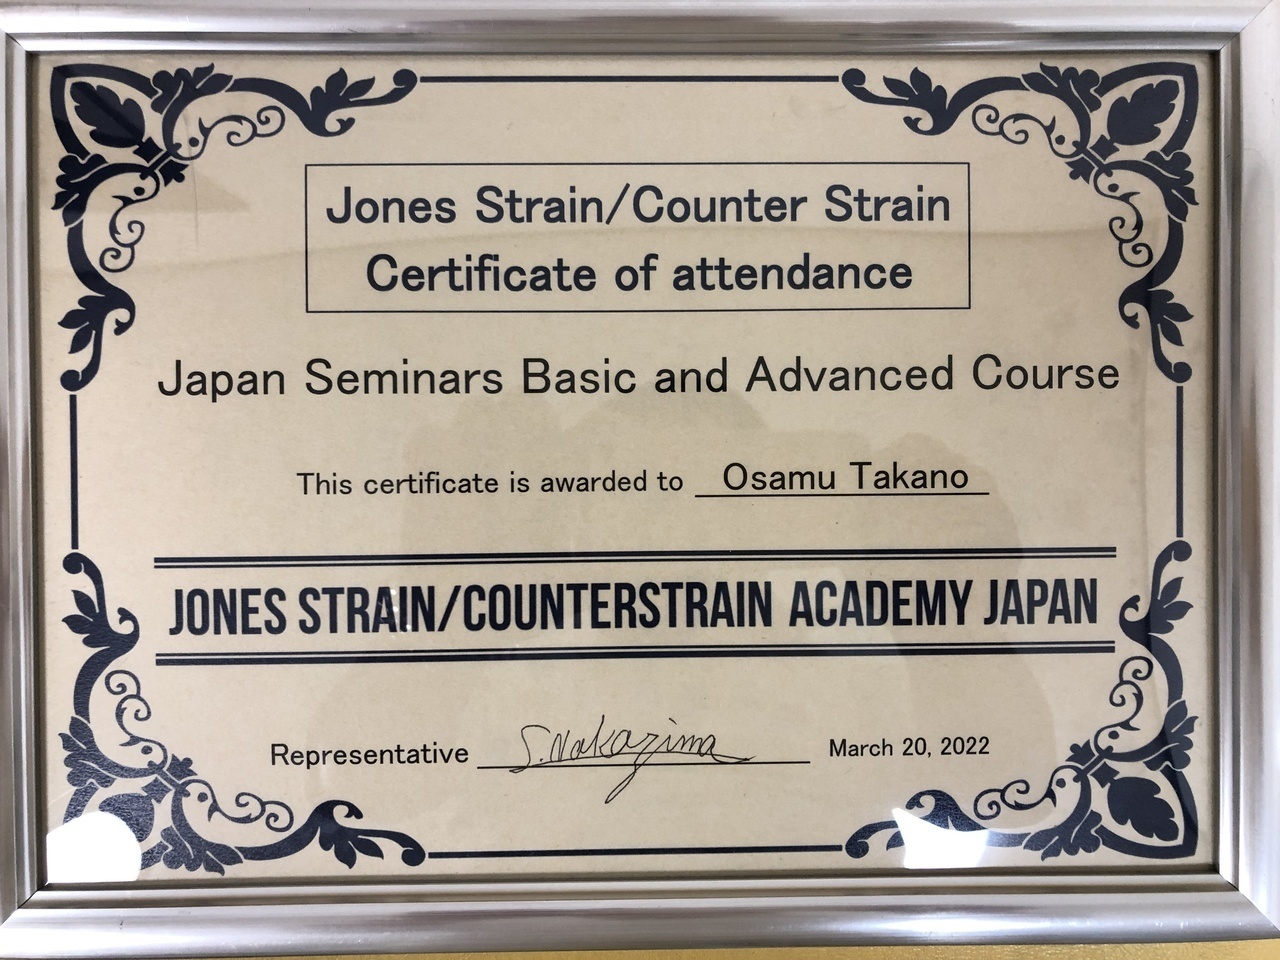 Jones Strain/Counter Strain
Certificate of attendance
Japan Seminars Basic and Advanced Course
This certificate is awarded to Osamu Takano
JONES STRAIN/COUNTERSTRAIN ACADEMY JAPAN
Representative S.Nakazima March 20, 2022